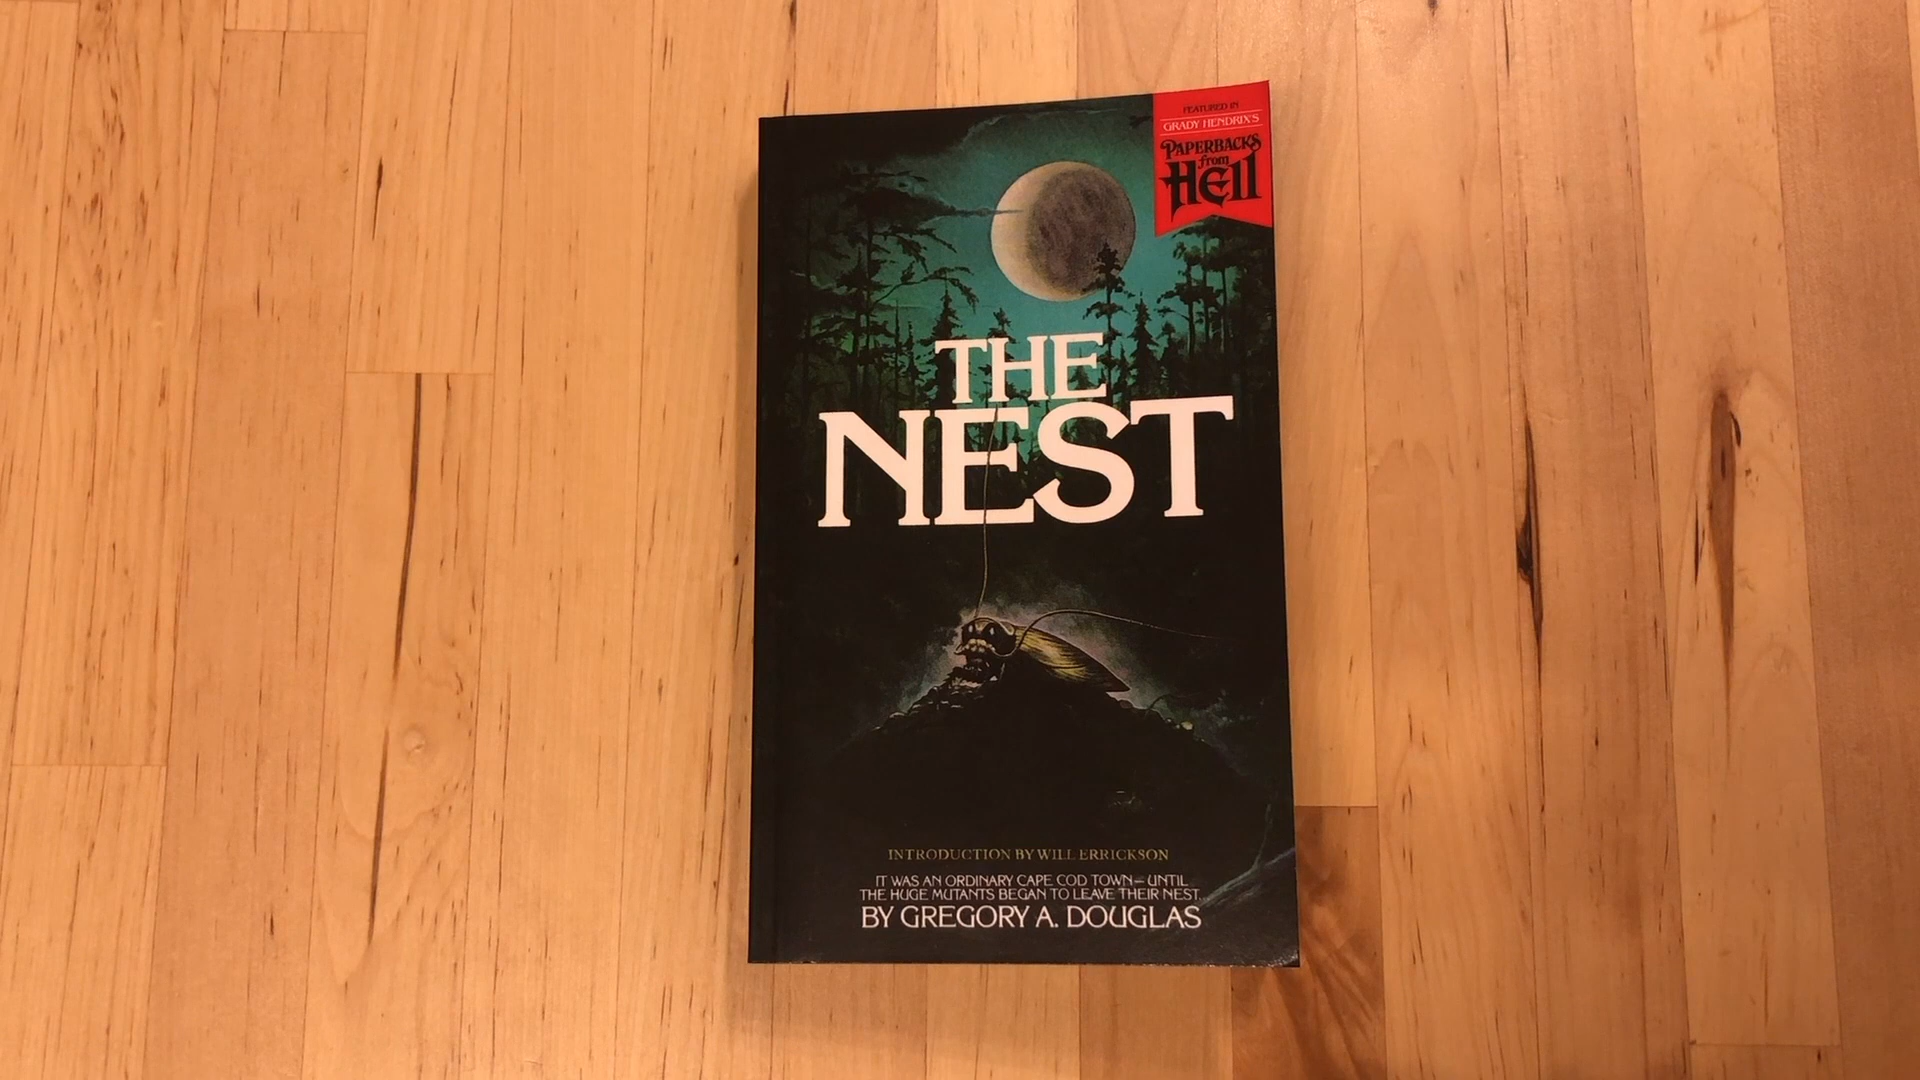 FEATURED IN
GRADY HENDRIX'S
PAPERBACKS
from
HELL
THE
NEST
INTRODUCTION BY WILL ERRICKSON
IT WAS AN ORDINARY CAPE COD TOWN—UNTIL
THE HUGE MUTANTS BEGAN TO LEAVE THEIR NEST...
BY GREGORY A. DOUGLAS